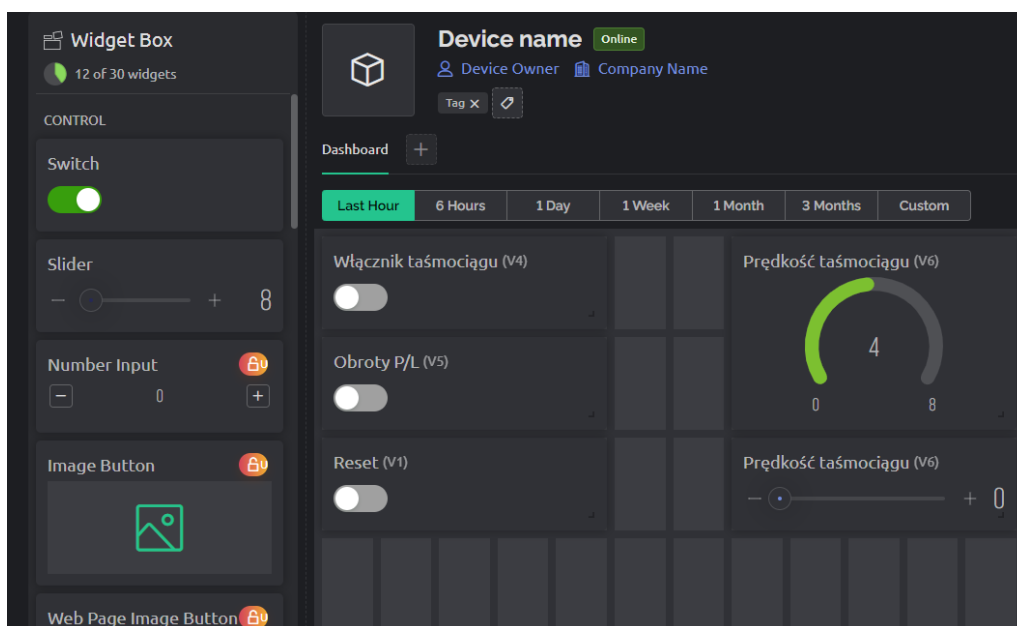 Widget Box
12 of 30 widgets
CONTROL
Switch
Slider
8
Number Input
U
0
Image Button
U
Web Page Image Button
U
Device name Online
Device Owner Company Name
Tag
Dashboard
Last Hour 6 Hours 1 Day 1 Week 1 Month 3 Months Custom
Włącznik taśmociągu (V4)
Prędkość taśmociągu (V6)
4
0 8
Obroty P/L (V5)
Reset (V1)
Prędkość taśmociągu (V6)
0